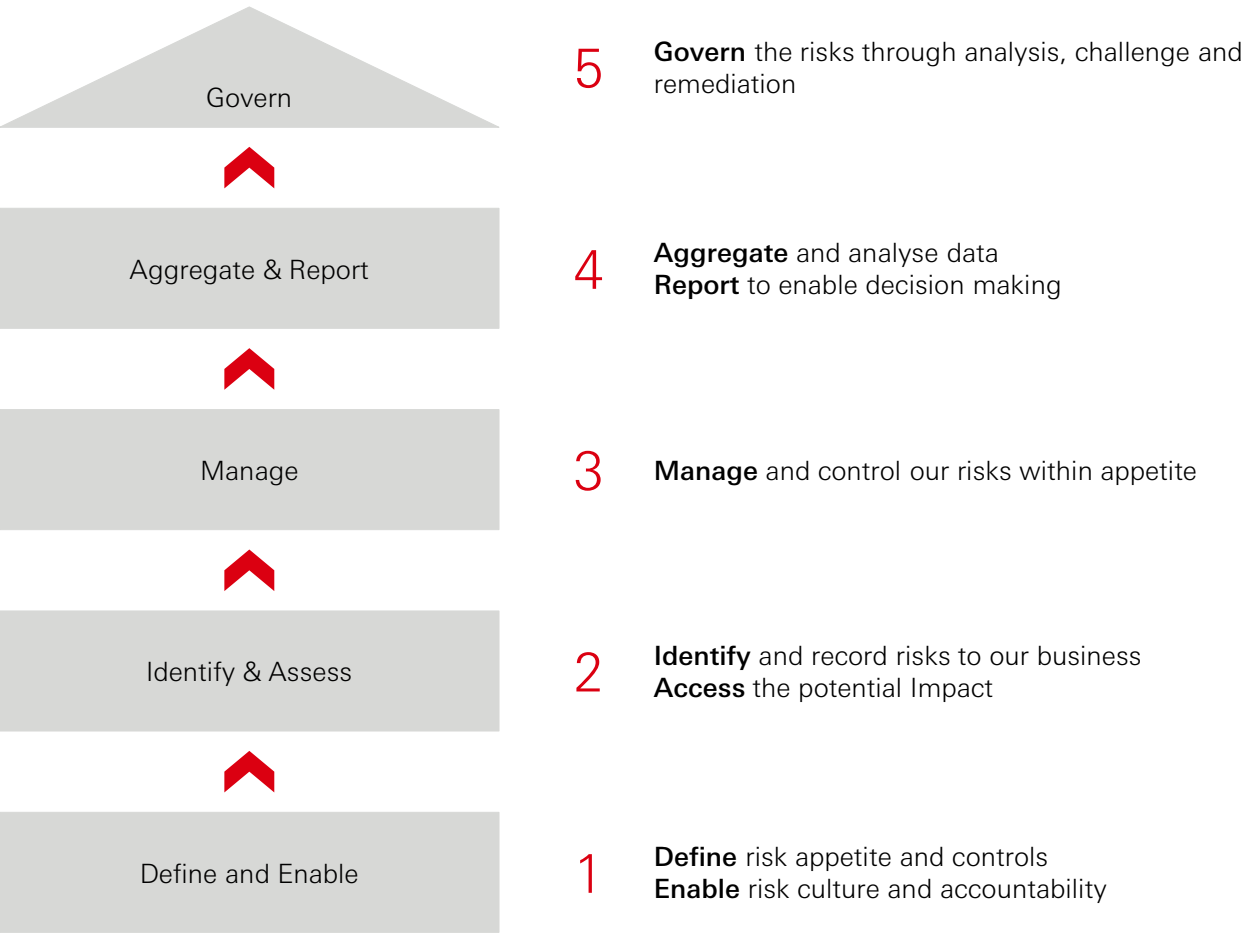 Govern
5
Govern the risks through analysis, challenge and
remediation
Aggregate & Report
4
Aggregate and analyse data
Report to enable decision making
Manage
3
Manage and control our risks within appetite
Identify & Assess
2
Identify and record risks to our business
Access the potential Impact
Define and Enable
1
Define risk appetite and controls
Enable risk culture and accountability